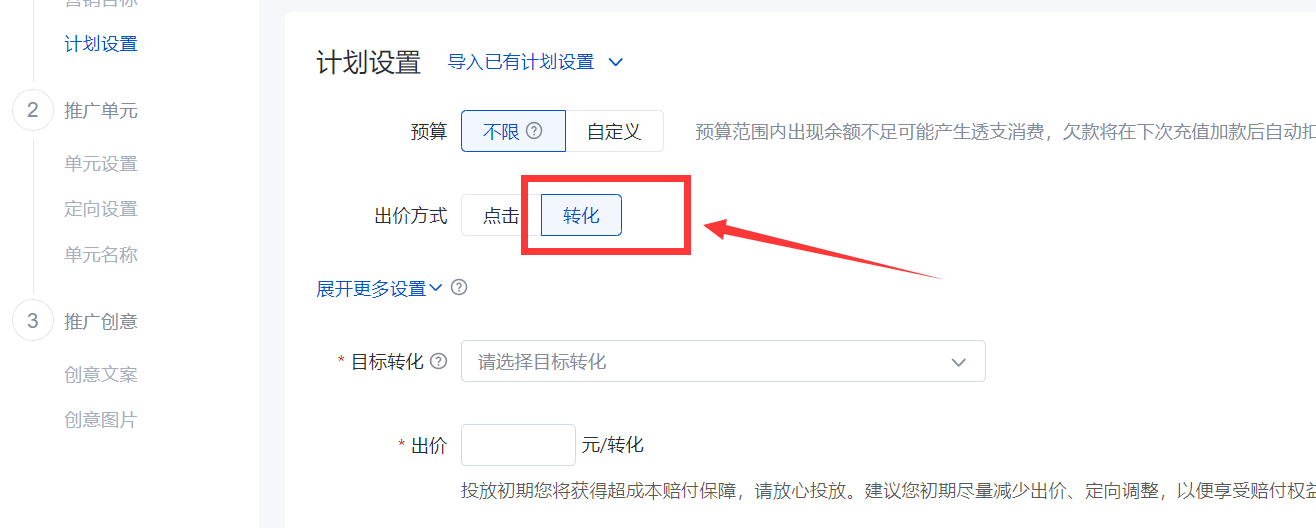 营销目标
计划设置
2 推广单元
单元设置
定向设置
单元名称
3 推广创意
创意文案
创意图片
计划设置 导入已有计划设置
预算 不限 ? 自定义 预算范围内出现余额不足可能产生透支消费，欠款将在下次充值加款后自动扣
出价方式 点击 转化
展开更多设置 ?
* 目标转化 ? 请选择目标转化
* 出价 元/转化
投放初期您将获得超成本赔付保障，请放心投放。建议您初期尽量减少出价、定向调整，以便享受赔付权益